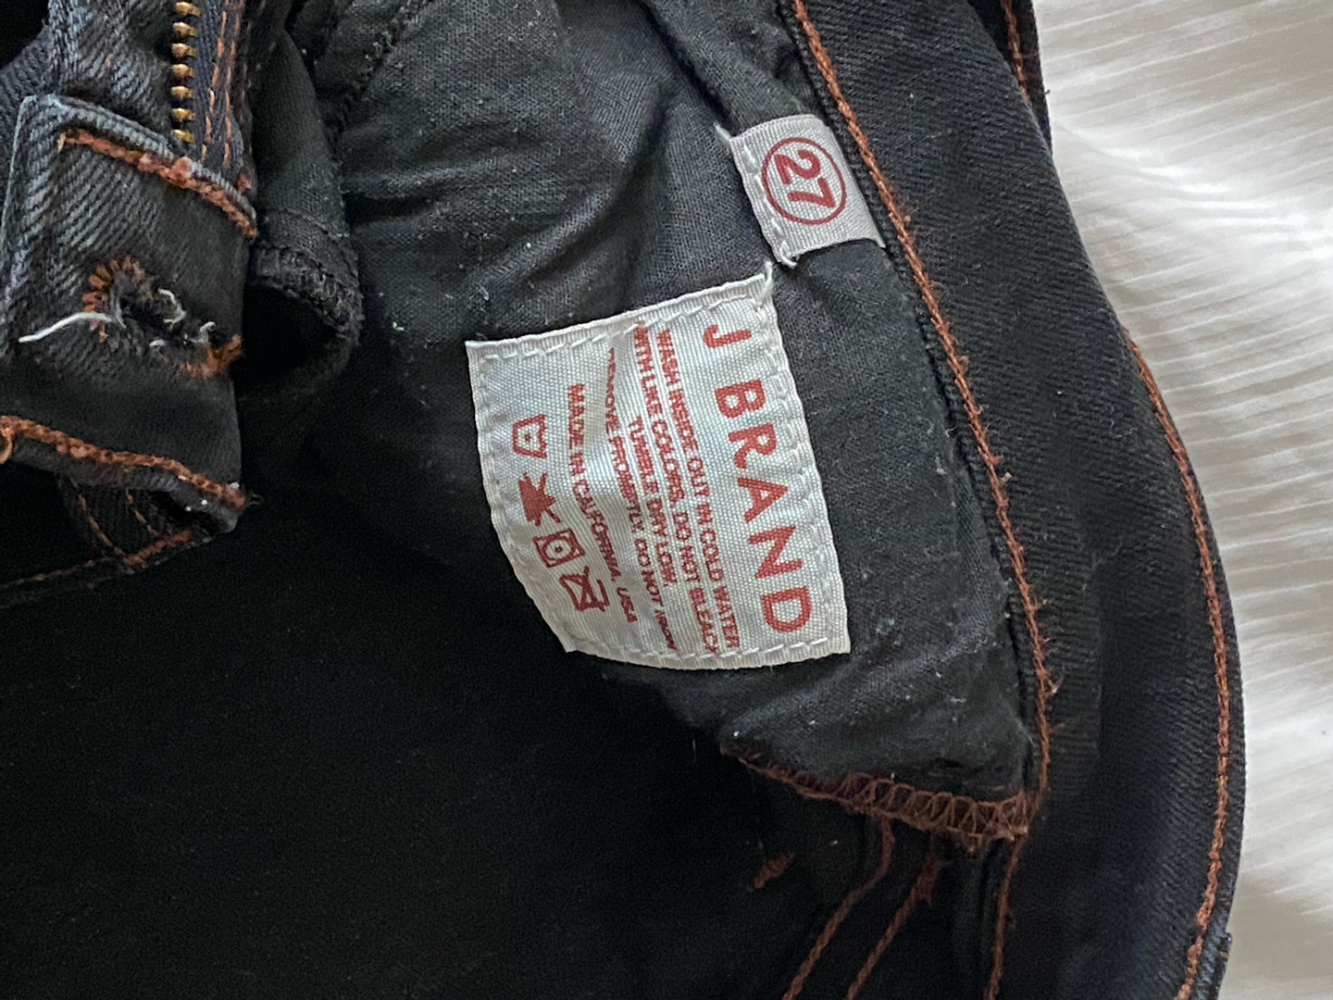 27
J BRAND
WASH INSIDE OUT IN COLD WATER
WITH LIKE COLORS. DO NOT BLEACH
TUMBLE DRY LOW
REMOVE PROMPTLY. DO NOT IRON
MADE IN CALIFORNIA, USA